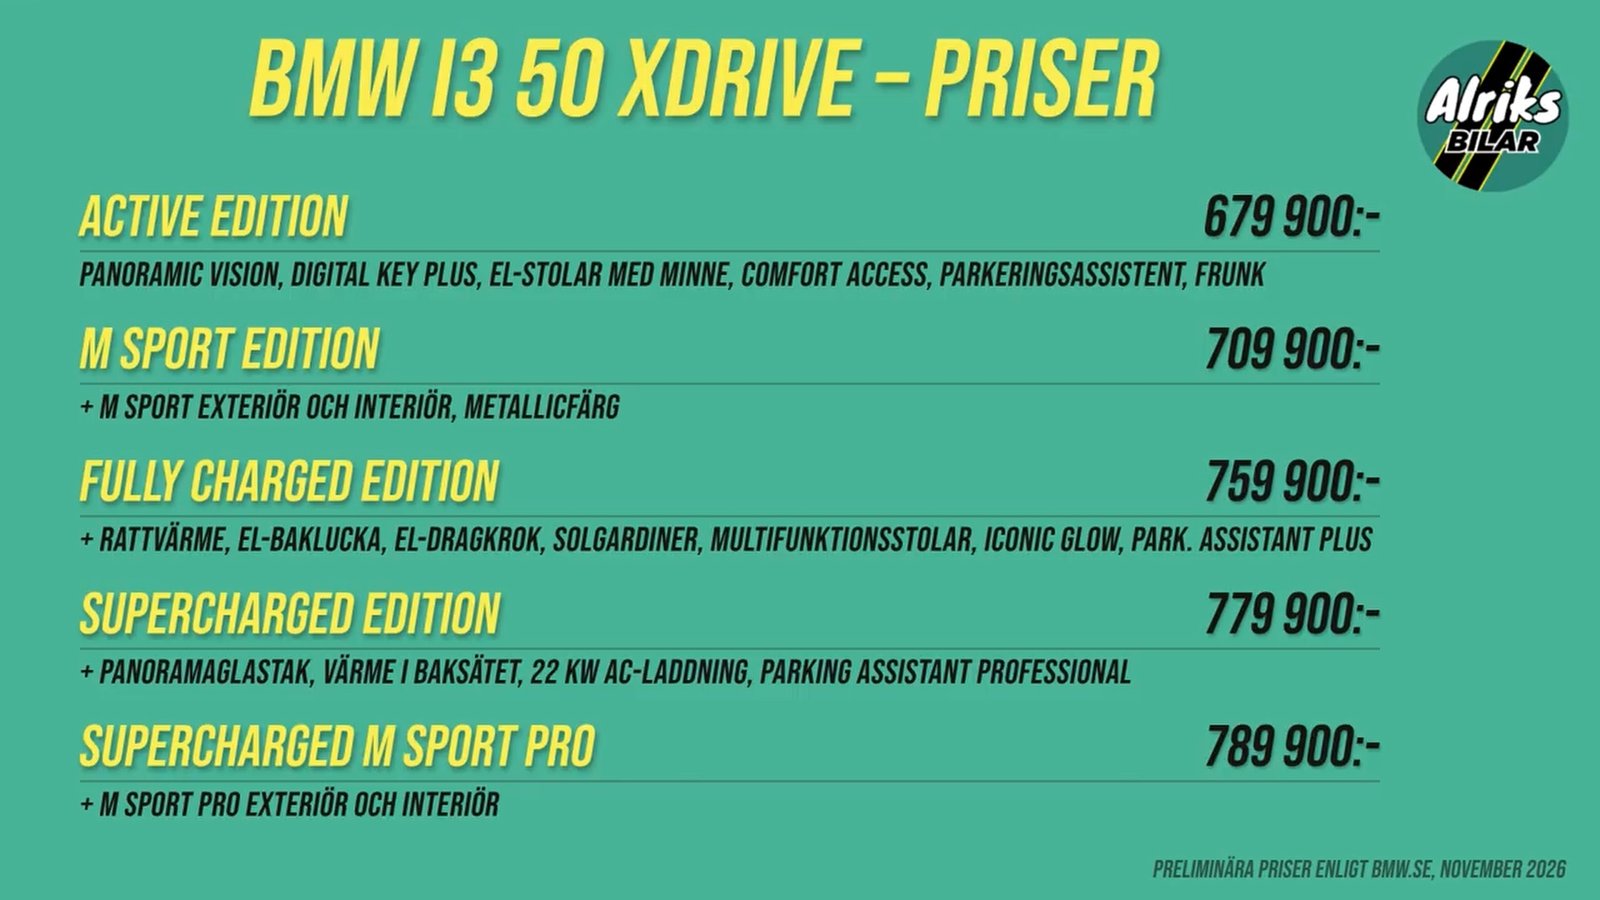 BMW I3 50 XDRIVE – PRISER
Alriks
BILAR
ACTIVE EDITION 679 900:-
PANORAMIC VISION, DIGITAL KEY PLUS, EL-STOLAR MED MINNE, COMFORT ACCESS, PARKERINGSASSISTENT, FRUNK
M SPORT EDITION 709 900:-
+ M SPORT EXTERIÖR OCH INTERIÖR, METALLICFÄRG
FULLY CHARGED EDITION 759 900:-
+ RATTVÄRME, EL-BAKLUCKA, EL-DRAGKROK, SOLGARDINER, MULTIFUNKTIONSSTOLAR, ICONIC GLOW, PARK. ASSISTANT PLUS
SUPERCHARGED EDITION 779 900:-
+ PANORAMAGLASTAK, VÄRME I BAKSÄTET, 22 KW AC-LADDNING, PARKING ASSISTANT PROFESSIONAL
SUPERCHARGED M SPORT PRO 789 900:-
+ M SPORT PRO EXTERIÖR OCH INTERIÖR
PRELIMINÄRA PRISER ENLIGT BMW.SE, NOVEMBER 2026